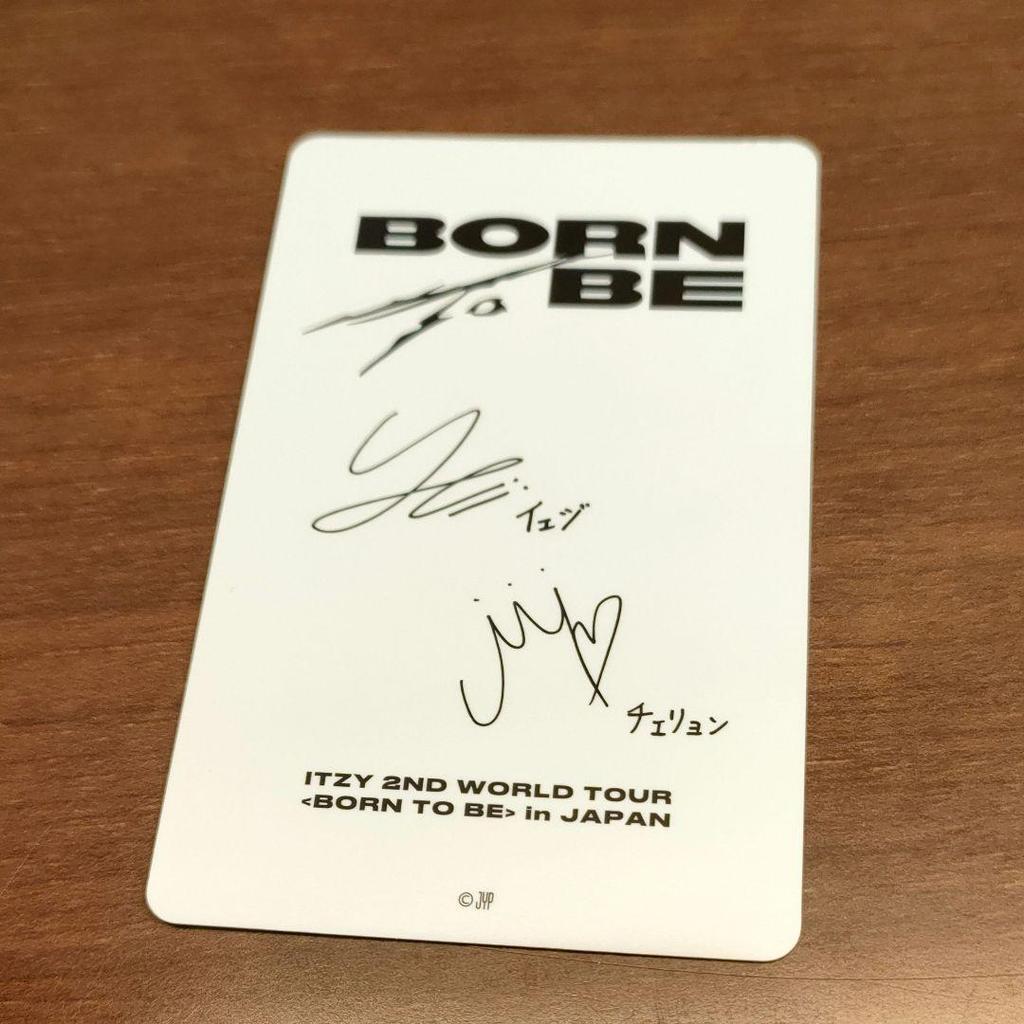 BORN
To BE
イェジ
チェリョン
ITZY 2ND WORLD TOUR
<BORN TO BE> in JAPAN
© JYP